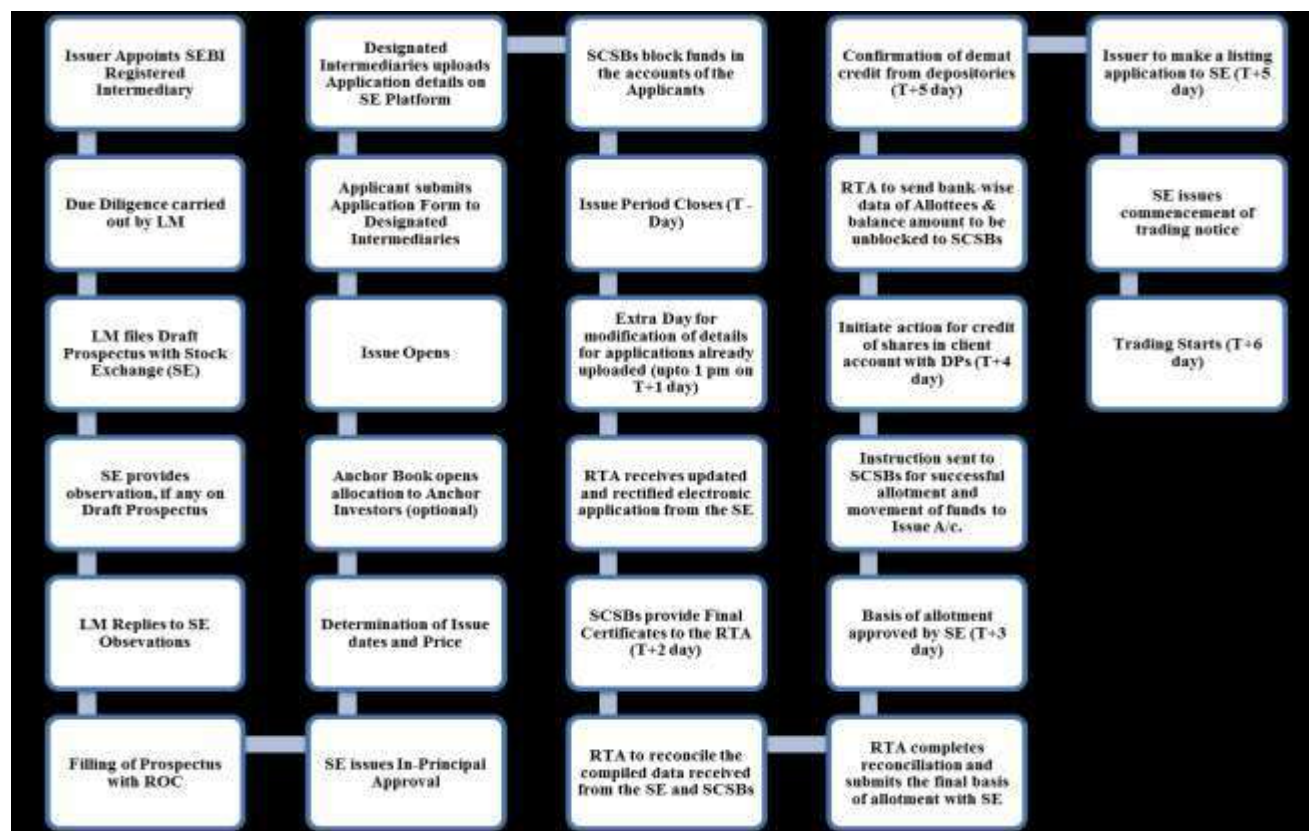 Issuer Appoints SEBI
Registered
Intermediary
Due Diligence carried
out by LM
LM files Draft
Prospectus with Stock
Exchange (SE)
SE provides
observation, if any on
Draft Prospectus
LM Replies to SE
Obsevations
Filling of Prospectus
with ROC
SE issues In-Principal
Approval
Determination of Issue
dates and Price
Anchor Book opens
allocation to Anchor
Investors (optional)
Issue Opens
Applicant submits
Application Form to
Designated
Intermediaries
Designated
Intermediaries uploads
Application details on
SE Platform
SCSBs block funds in
the accounts of the
Applicants
Issue Period Closes (T -
Day)
Extra Day for
modification of details
for applications already
uploaded (upto 1 pm on
T+1 day)
RTA receives updated
and rectified electronic
application from the SE
SCSBs provide Final
Certificates to the RTA
(T+2 day)
RTA to reconcile the
compiled data received
from the SE and SCSBs
RTA completes
reconciliation and
submits the final basis
of allotment with SE
Basis of allotment
approved by SE (T+3
day)
Instruction sent to
SCSBs for successful
allotment and
movement of funds to
Issue A/c.
Initiate action for credit
of shares in client
account with DPs (T+4
day)
RTA to send bank-wise
data of Allottees &
balance amount to be
unblocked to SCSBs
Confirmation of demat
credit from depositories
(T+5 day)
Issuer to make a listing
application to SE (T+5
day)
SE issues
commencement of
trading notice
Trading Starts (T+6
day)